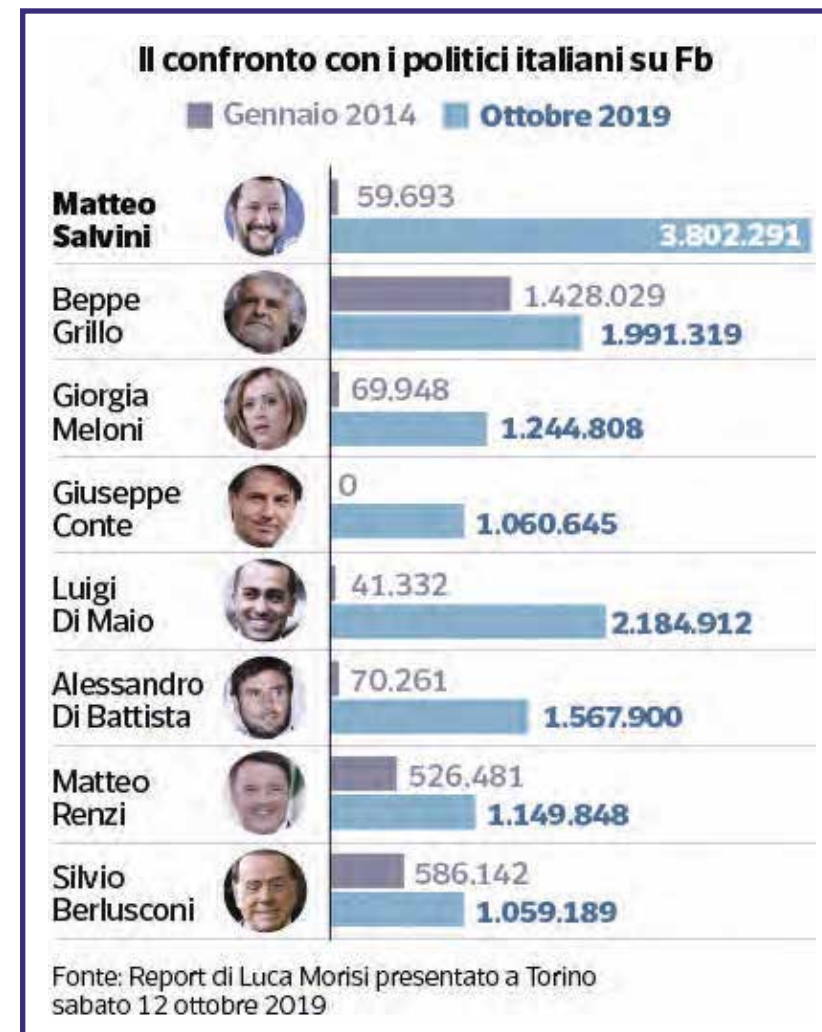 Il confronto con i politici italiani su Fb
Gennaio 2014 Ottobre 2019
Matteo
Salvini
59.693
3.802.291
Beppe
Grillo
1.428.029
1.991.319
Giorgia
Meloni
69.948
1.244.808
Giuseppe
Conte
0
1.060.645
Luigi
Di Maio
41.332
2.184.912
Alessandro
Di Battista
70.261
1.567.900
Matteo
Renzi
526.481
1.149.848
Silvio
Berlusconi
586.142
1.059.189
Fonte: Report di Luca Morisi presentato a Torino
sabato 12 ottobre 2019